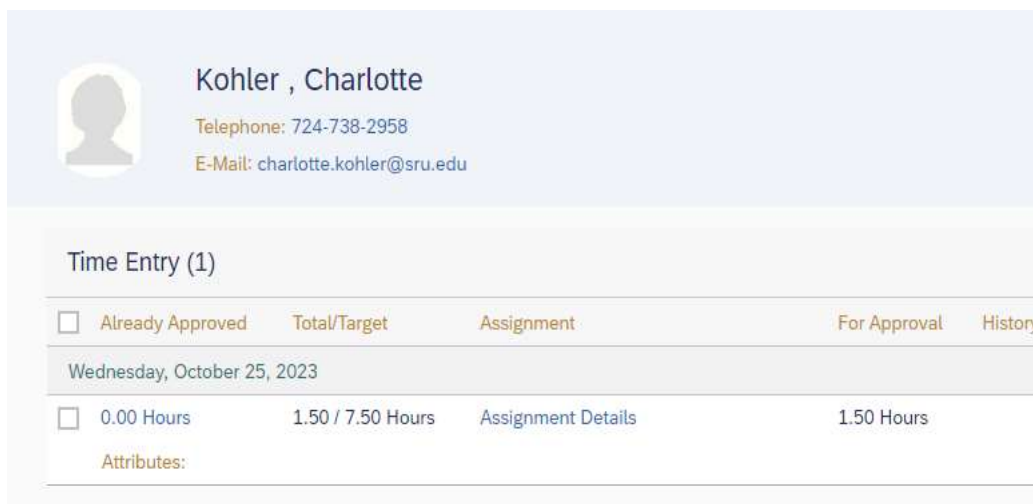 Kohler , Charlotte
Telephone: 724-738-2958
E-Mail: charlotte.kohler@sru.edu
Time Entry (1)
Already Approved Total/Target Assignment For Approval History
Wednesday, October 25, 2023
0.00 Hours 1.50 / 7.50 Hours Assignment Details 1.50 Hours
Attributes: